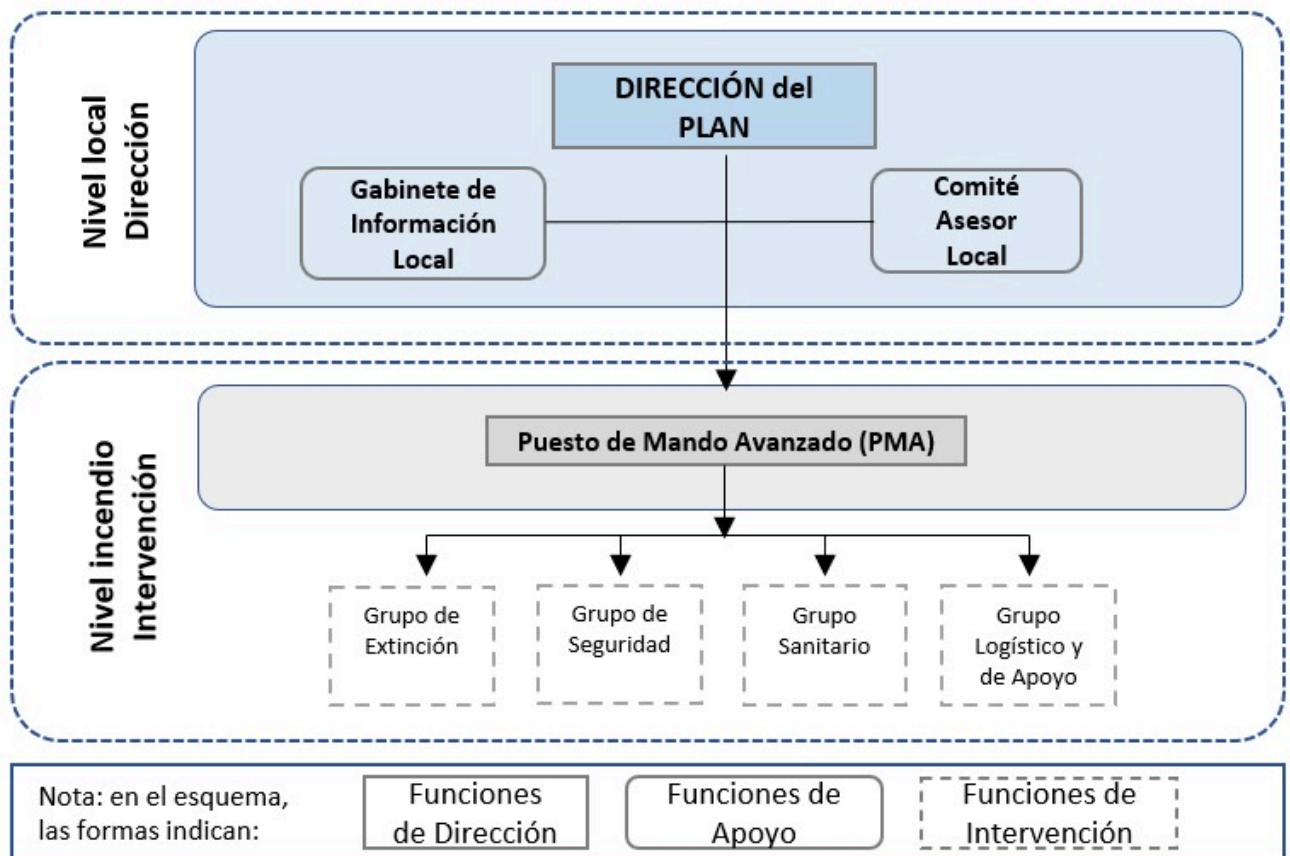 Nivel local
Dirección
DIRECCIÓN del
PLAN
Gabinete de
Información
Local
Comité
Asesor
Local
Nivel incendio
Intervención
Puesto de Mando Avanzado (PMA)
Grupo de
Extinción
Grupo de
Seguridad
Grupo
Sanitario
Grupo
Logístico y
de Apoyo
Nota: en el esquema,
las formas indican:
Funciones
de Dirección
Funciones de
Apoyo
Funciones de
Intervención